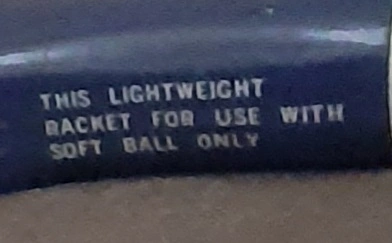 THIS LIGHTWEIGHT
RACKET FOR USE WITH
SOFT BALL ONLY